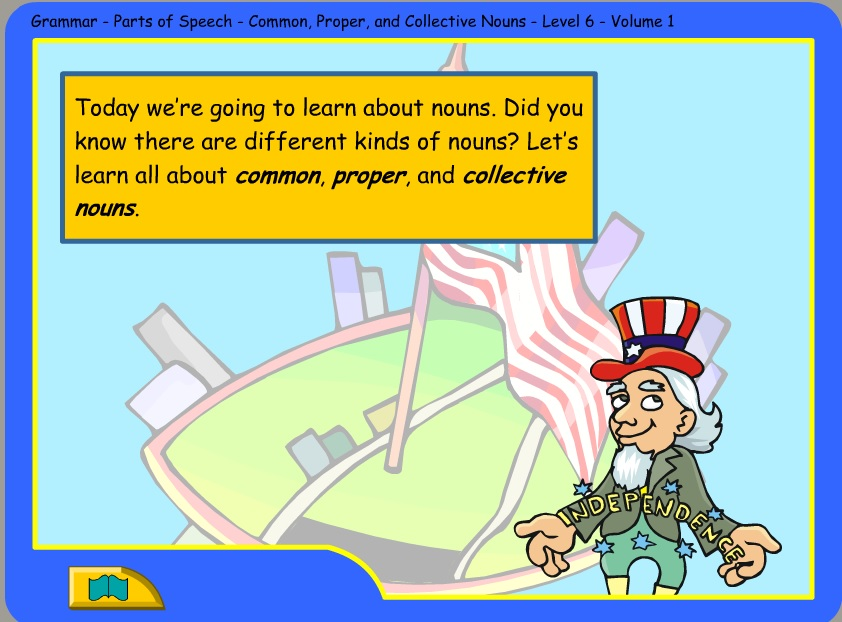 Grammar - Parts of Speech - Common, Proper, and Collective Nouns - Level 6 - Volume 1
Today we're going to learn about nouns. Did you
know there are different kinds of nouns? Let's
learn all about common, proper, and collective
nouns.
INDEPENDENCE